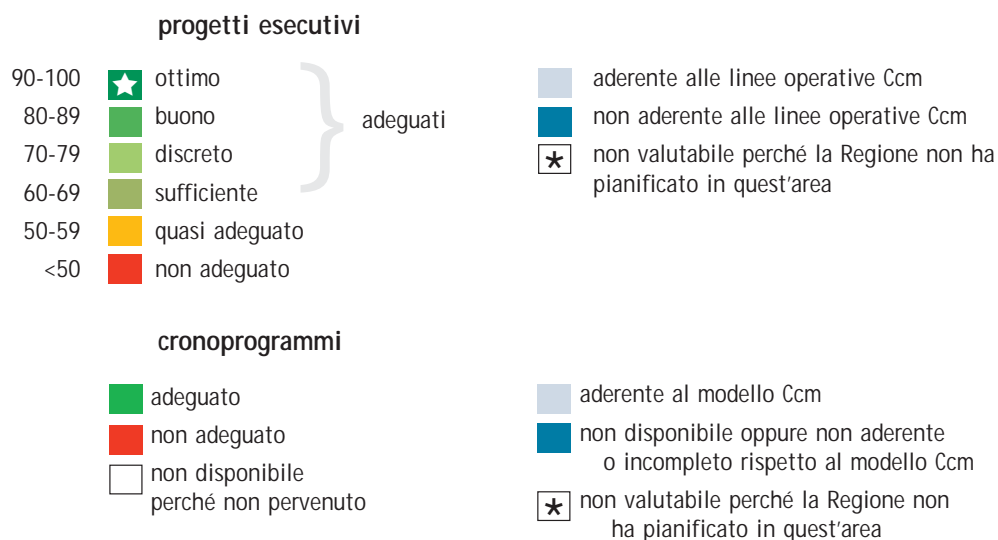 progetti esecutivi
90-100 ottimo
80-89 buono
70-79 discreto
60-69 sufficiente
50-59 quasi adeguato
<50 non adeguato
adeguati
aderente alle linee operative Ccm
non aderente alle linee operative Ccm
* non valutabile perché la Regione non ha
pianificato in quest'area
cronoprogrammi
adeguato
non adeguato
non disponibile
perché non pervenuto
aderente al modello Ccm
non disponibile oppure non aderente
o incompleto rispetto al modello Ccm
* non valutabile perché la Regione non
ha pianificato in quest'area